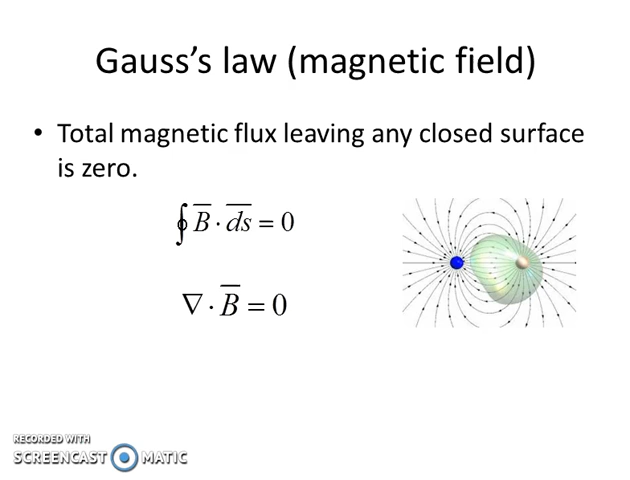 Gauss’s law (magnetic field)
• Total magnetic flux leaving any closed surface
is zero.
∮ B̅ · d̅s̅ = 0
∇ · B̅ = 0
RECORDED WITH
SCREENCAST MATIC